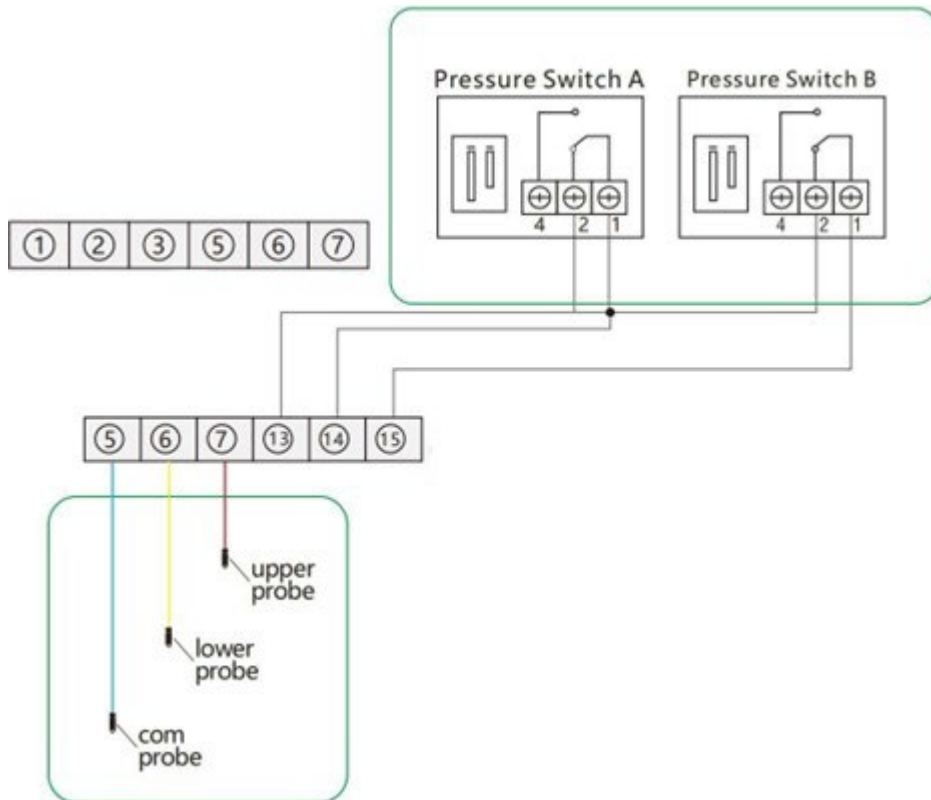 Pressure Switch A
Pressure Switch B
4 2 1
4 2 1
① ② ③ ⑤ ⑥ ⑦
⑤ ⑥ ⑦ ⑬ ⑭ ⑮
upper
probe
lower
probe
com
probe